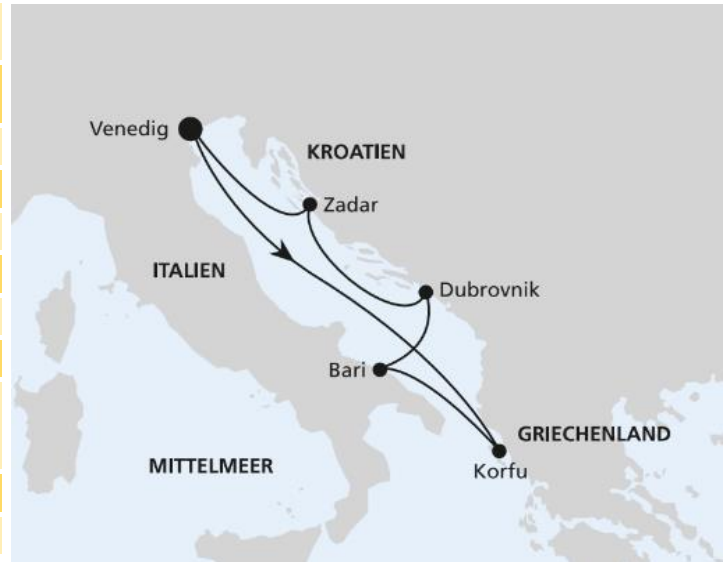 Venedig
KROATIEN
Zadar
ITALIEN
Dubrovnik
Bari
GRIECHENLAND
MITTELMEER
Korfu